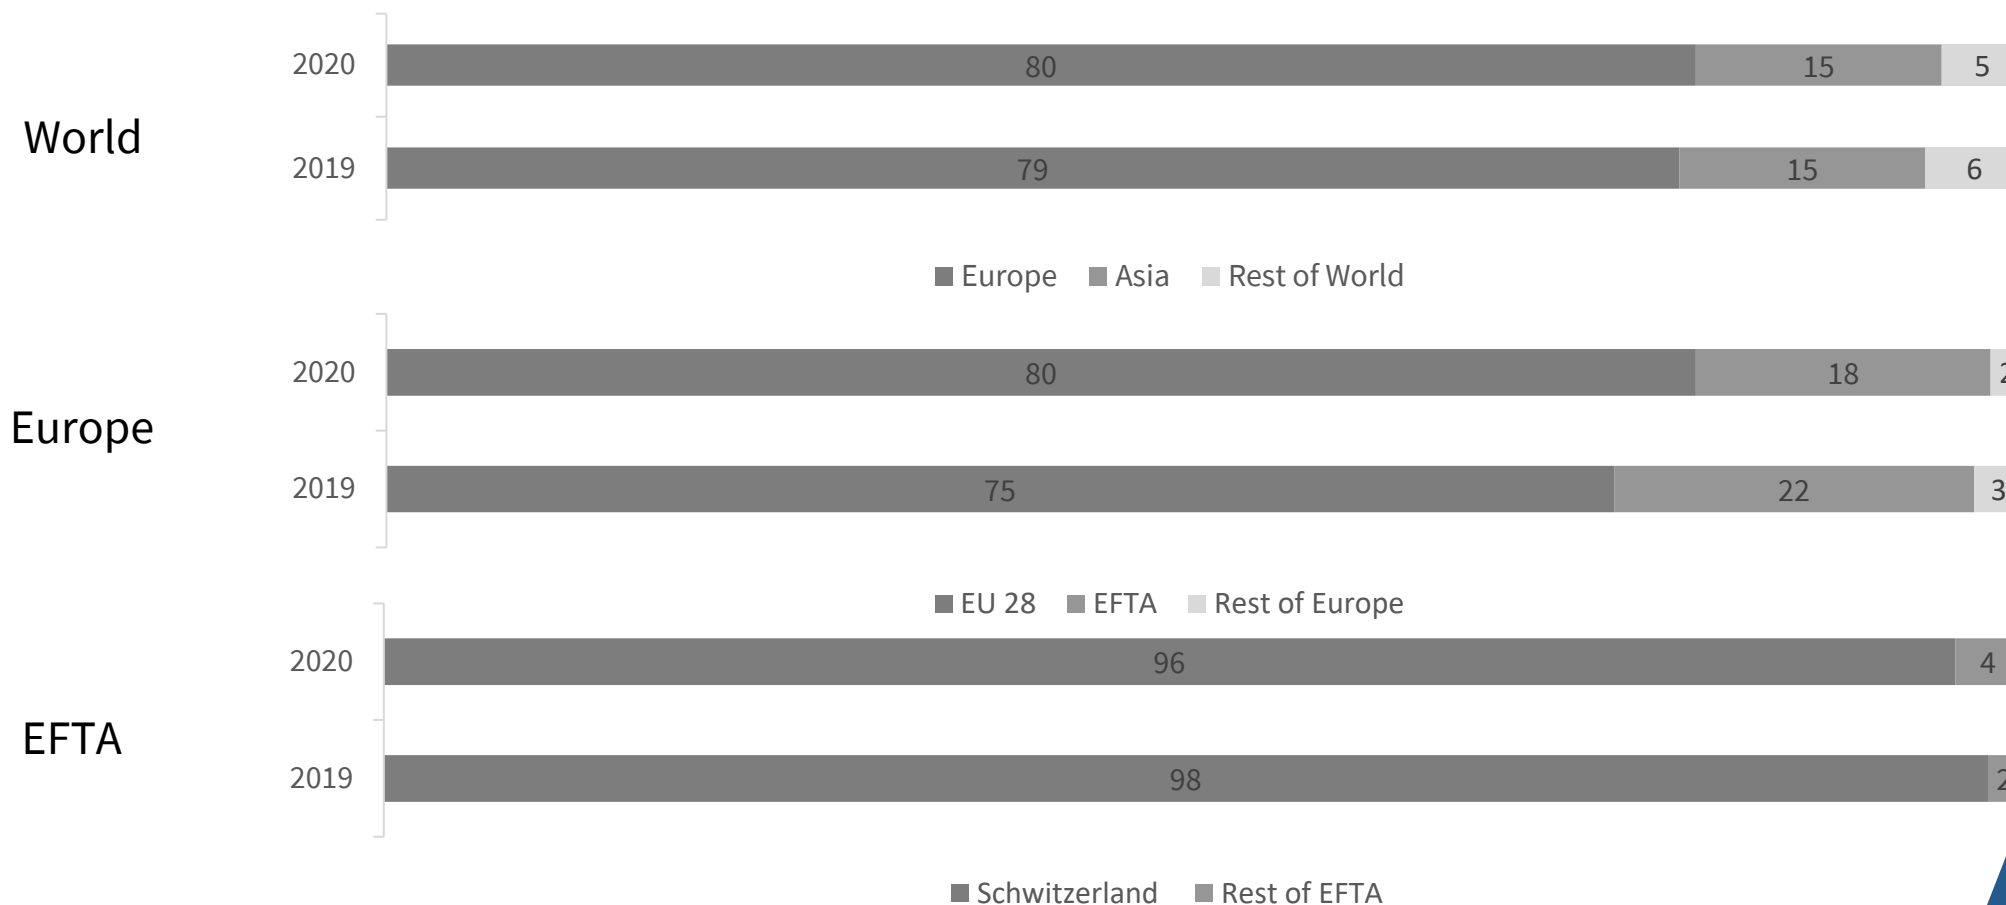 World
2020 80 15 5
2019 79 15 6
Europe Asia Rest of World
Europe
2020 80 18 2
2019 75 22 3
EU 28 EFTA Rest of Europe
EFTA
2020 96 4
2019 98 2
Schwitzerland Rest of EFTA